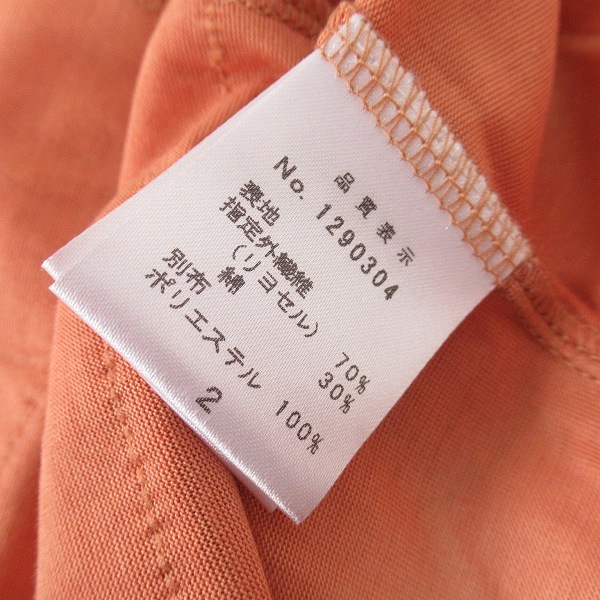 品質表示
No. 1290304
表地
指定外繊維
(リヨセル) 70%
綿 30%
別布
ポリエステル 100%
2